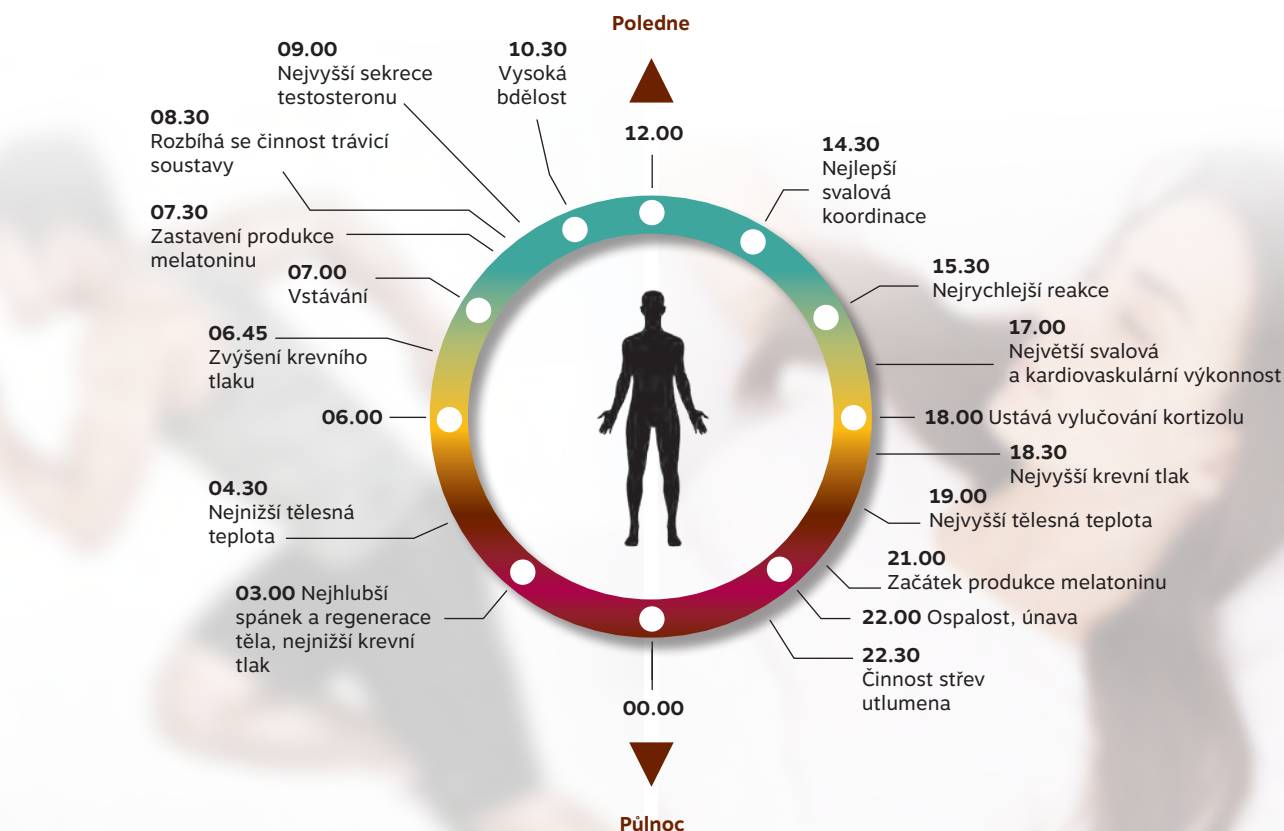 Poledne
09.00
Nejvyšší sekrece
testosteronu
10.30
Vysoká
bdělost
08.30
Rozbíhá se činnost trávicí
soustavy
12.00
14.30
Nejlepší
svalová
koordinace
07.30
Zastavení produkce
melatoninu
07.00
Vstávání
15.30
Nejrychlejší reakce
06.45
Zvýšení krevního
tlaku
17.00
Největší svalová
a kardiovaskulární výkonnost
06.00
18.00 Ustává vylučování kortizolu
18.30
Nejvyšší krevní tlak
04.30
Nejnižší tělesná
teplota
19.00
Nejvyšší tělesná teplota
21.00
Začátek produkce melatoninu
03.00 Nejhlubší
spánek a regenerace
těla, nejnižší krevní
tlak
22.00 Ospalost, únava
22.30
Činnost střev
utlumena
00.00
Půlnoc